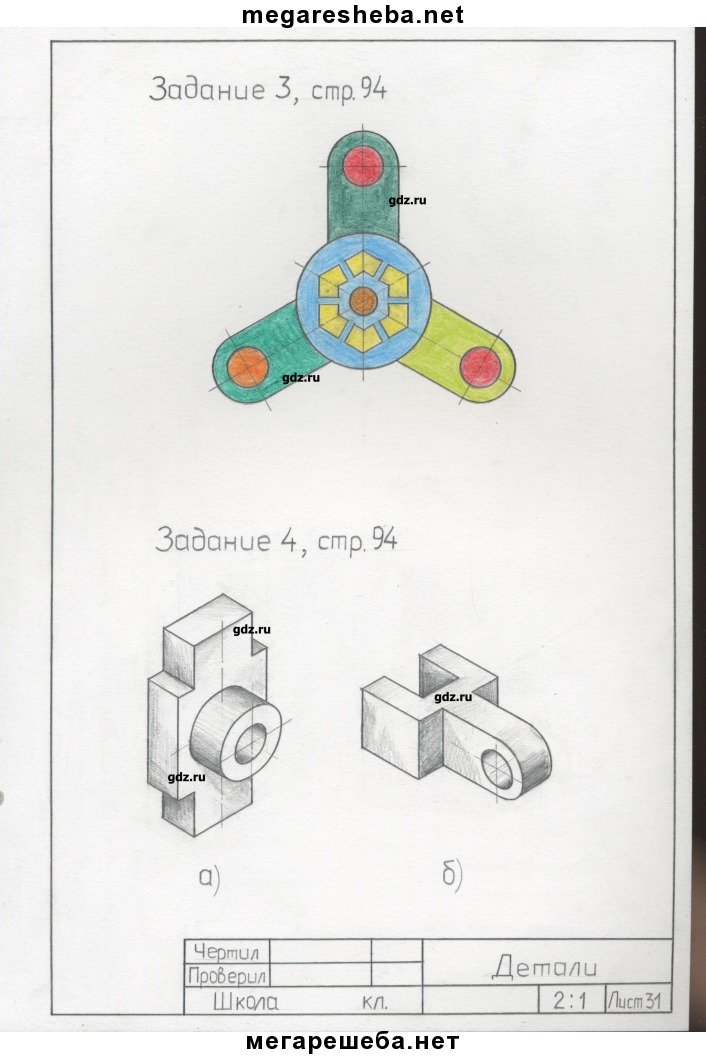 megaresheba.net
Задание 3, стр. 94
gdz.ru
gdz.ru
Задание 4, стр. 94
gdz.ru
gdz.ru
gdz.ru
а) б)
Чертил
Проверил
Детали
Школа кл. 2:1 Лист 31
мегарешеба.нет